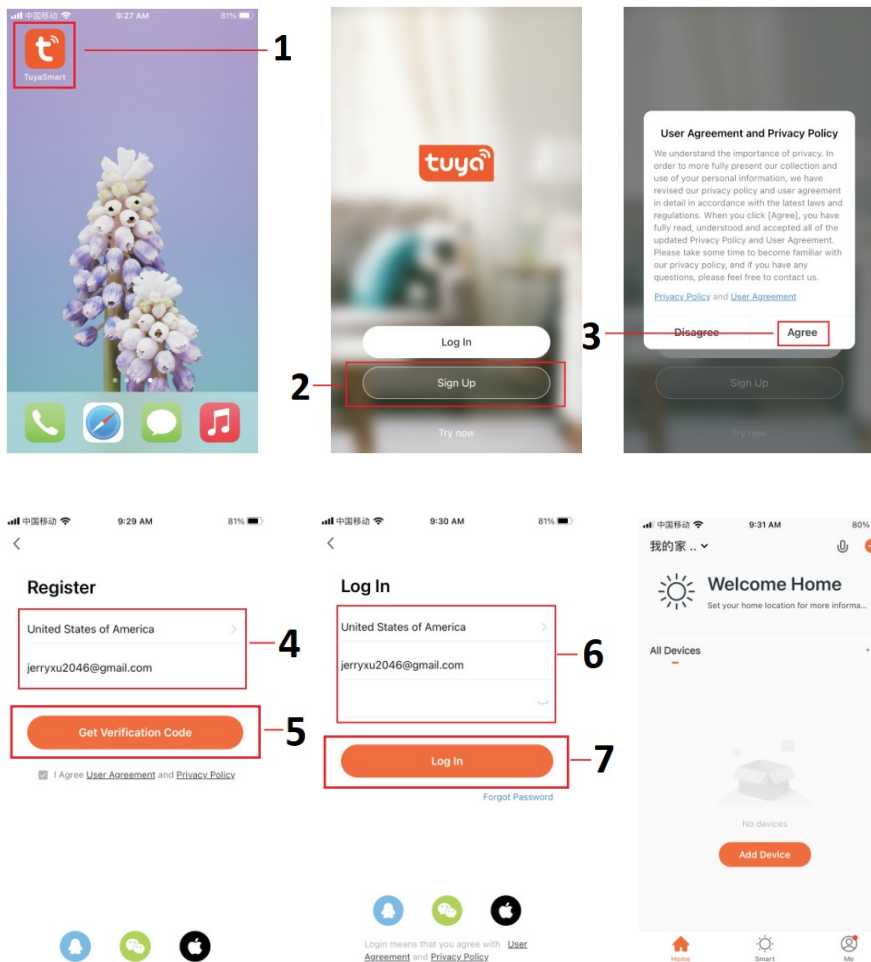 中国移动 9:27 AM 81%
TuyaSmart
1
tuya
Log In
Sign Up
2
Try now
User Agreement and Privacy Policy
We understand the importance of privacy. In
order to more fully present our collection and
use of your personal information, we have
revised our privacy policy and user agreement
in detail in accordance with the latest laws and
regulations. When you click [Agree], you have
fully read, understood and accepted all of the
updated Privacy Policy and User Agreement.
Please take some time to become familiar with
our privacy policy, and if you have any
questions, please feel free to contact us.
Privacy Policy and User Agreement
3
Disagree Agree
Sign Up
Try now
中国移动 9:29 AM 81%
Register
United States of America
jerryxu2046@gmail.com
4
Get Verification Code
5
I Agree User Agreement and Privacy Policy
中国移动 9:30 AM 81%
Log In
United States of America
jerryxu2046@gmail.com
6
Log In
7
Forgot Password
Login means that you agree with User
Agreement and Privacy Policy
中国移动 9:31 AM 80%
我的家 ..
Welcome Home
Set your home location for more informa...
All Devices
No devices
Add Device
Home Smart Me